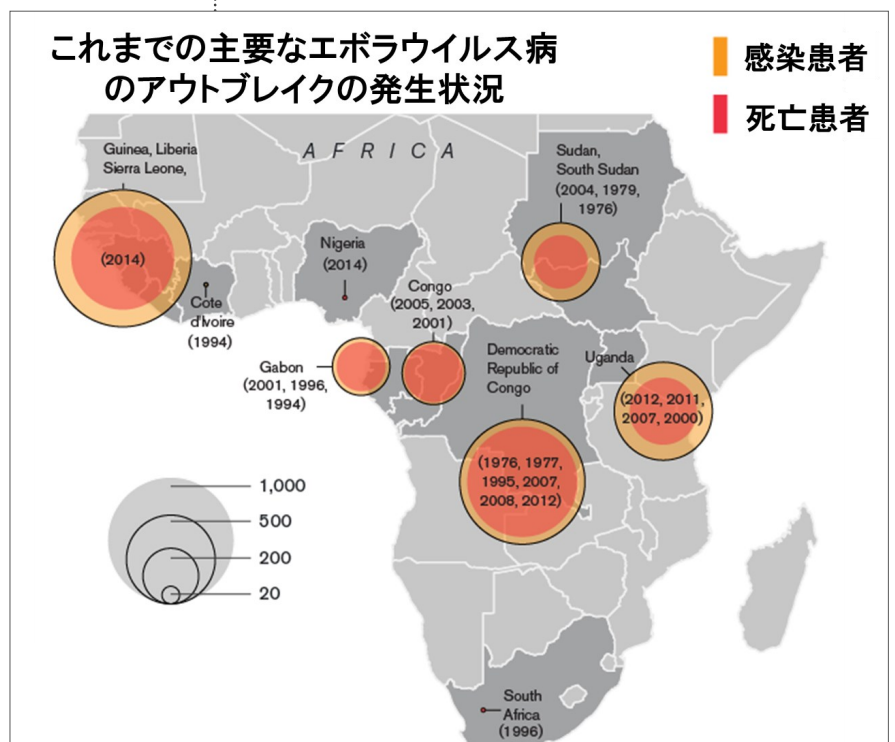 これまでの主要なエボラウイルス病
のアウトブレイクの発生状況
感染患者
死亡患者
AFRICA
Guinea, Liberia
Sierra Leone,
(2014)
Cote
d'Ivoire
(1994)
Nigeria
(2014)
Sudan,
South Sudan
(2004, 1979,
1976)
Congo
(2005, 2003,
2001)
Gabon
(2001, 1996,
1994)
Democratic
Republic of
Congo
(1976, 1977,
1995, 2007,
2008, 2012)
Uganda
(2012, 2011,
2007, 2000)
1,000
500
200
20
South
Africa
(1996)